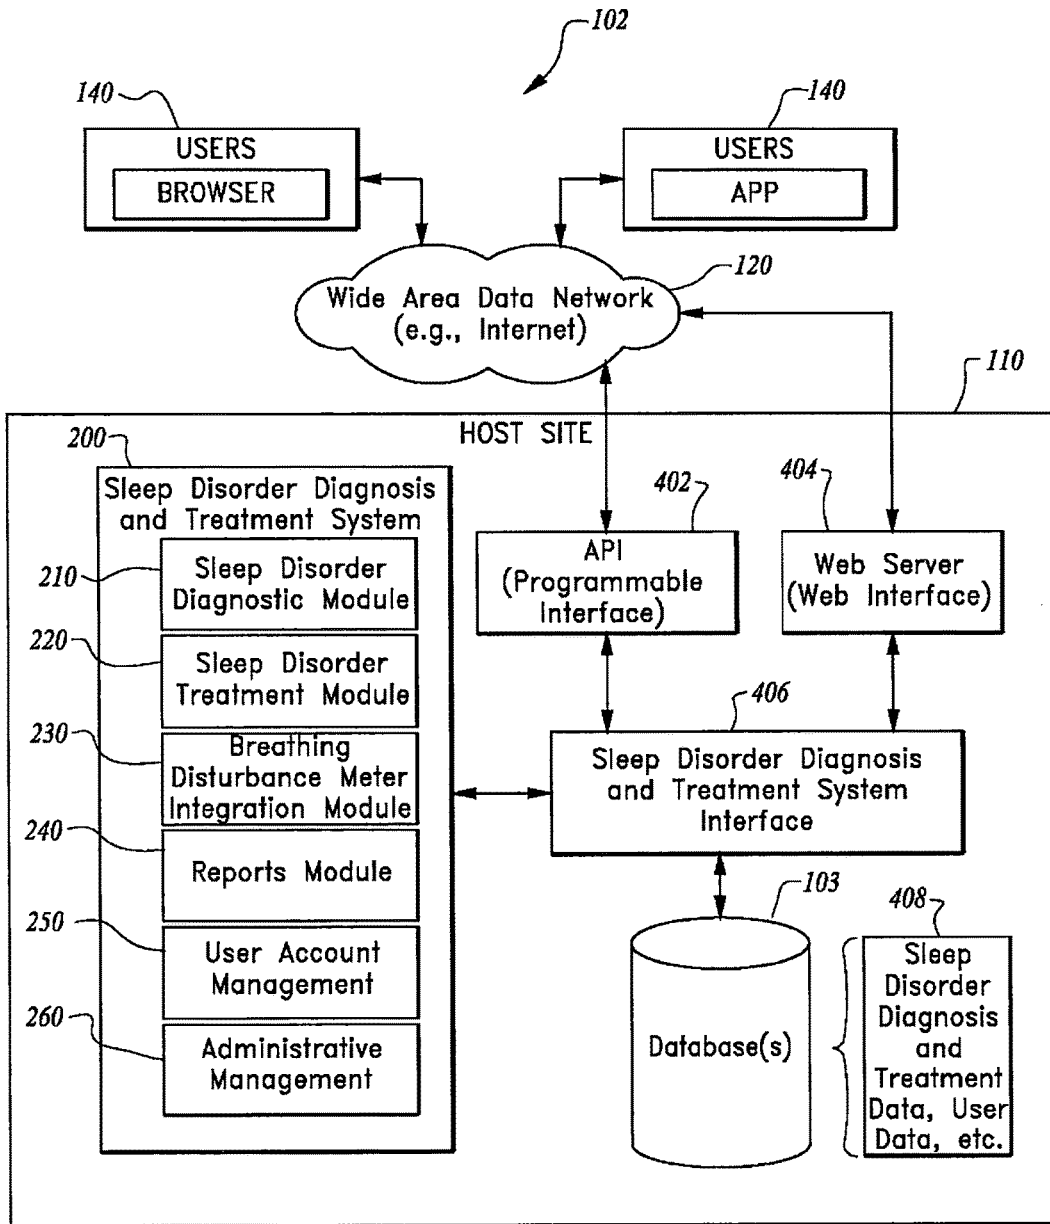 102
140
140
USERS
BROWSER
USERS
APP
120
Wide Area Data Network
(e.g., Internet)
110
HOST SITE
200
Sleep Disorder Diagnosis
and Treatment System
210
Sleep Disorder
Diagnostic Module
220
Sleep Disorder
Treatment Module
230
Breathing
Disturbance Meter
Integration Module
240
Reports Module
250
User Account
Management
260
Administrative
Management
402
API
(Programmable
Interface)
404
Web Server
(Web Interface)
406
Sleep Disorder Diagnosis
and Treatment System
Interface
103
Database(s)
408
Sleep
Disorder
Diagnosis
and
Treatment
Data, User
Data, etc.